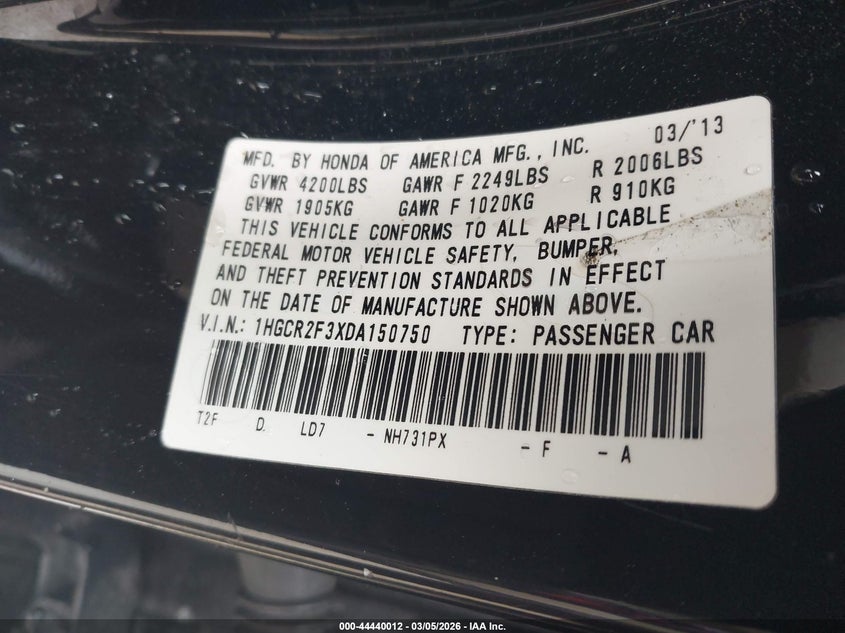 03/'13
MFD. BY HONDA OF AMERICA MFG., INC.
GVWR 4200LBS GAWR F 2249LBS R 2006LBS
GVWR 1905KG GAWR F 1020KG R 910KG
THIS VEHICLE CONFORMS TO ALL APPLICABLE
FEDERAL MOTOR VEHICLE SAFETY, BUMPER,
AND THEFT PREVENTION STANDARDS IN EFFECT
ON THE DATE OF MANUFACTURE SHOWN ABOVE.
V.I.N.: 1HGCR2F3XDA150750 TYPE: PASSENGER CAR
T2F D LD7 - NH731PX - F - A
000-44440012 - 03/05/2026 - IAA Inc.